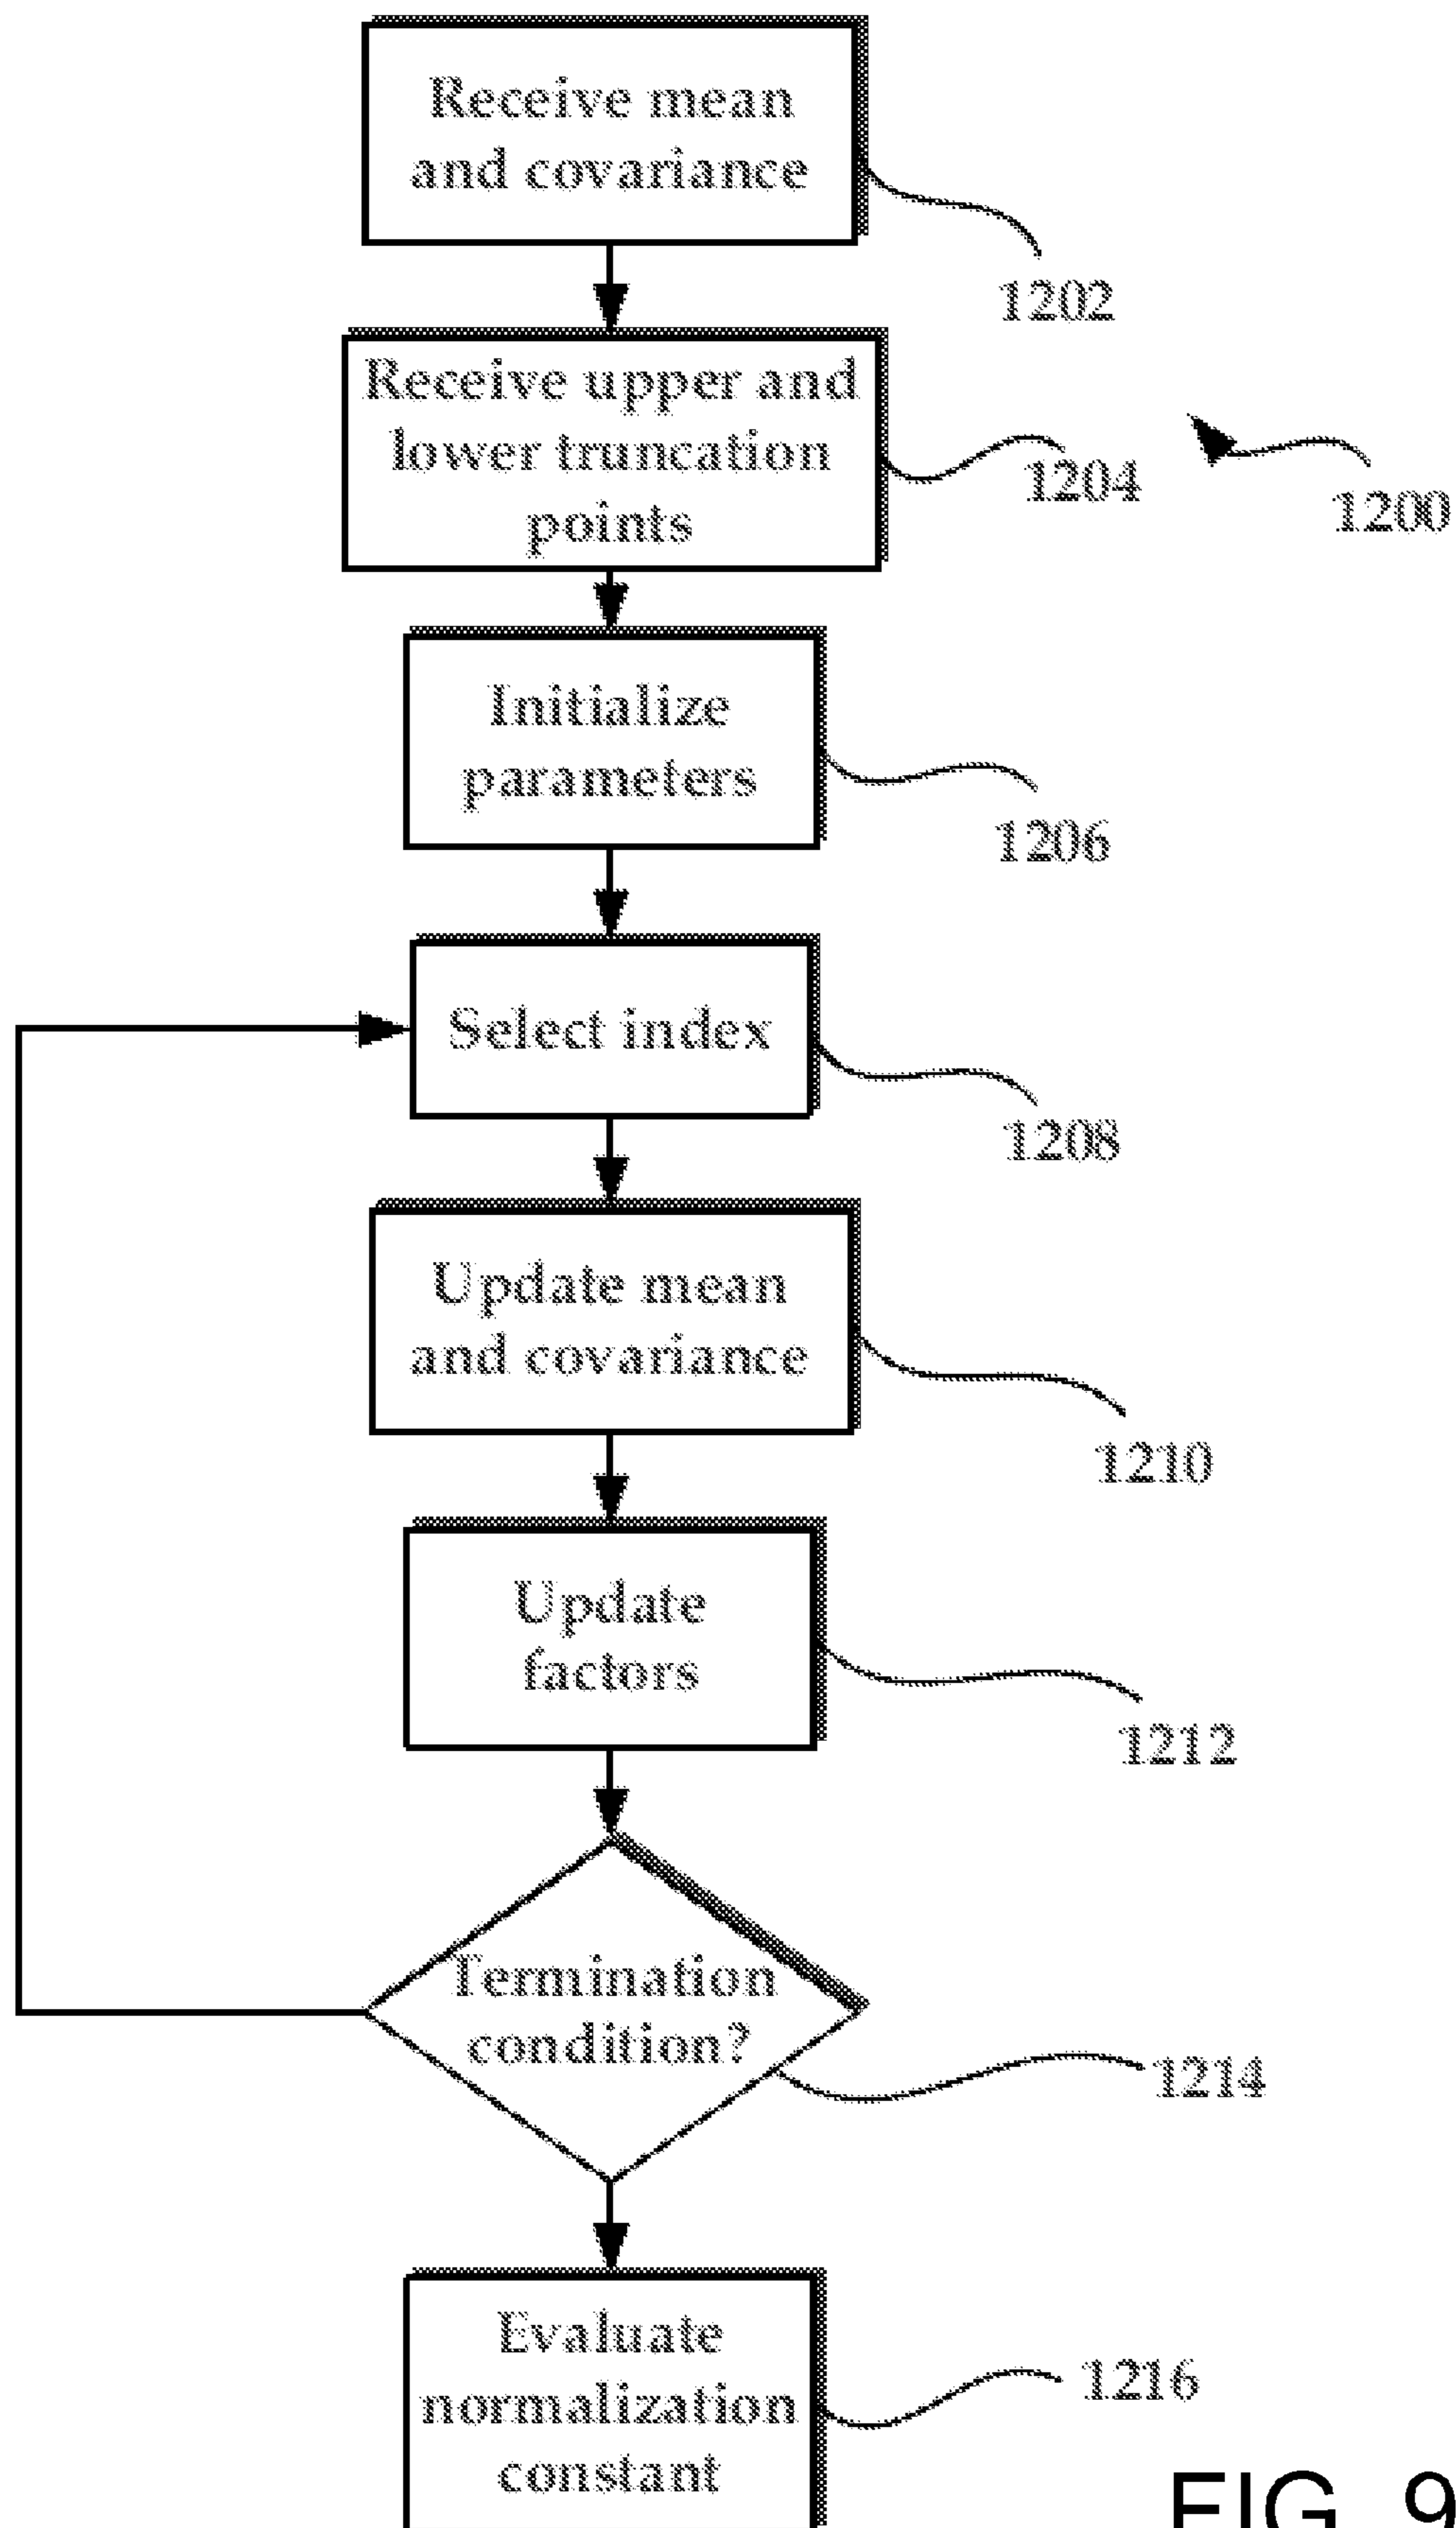 Receive mean
and covariance
1202
Receive upper and
lower truncation
points
1204
1200
Initialize
parameters
1206
Select index
1208
Update mean
and covariance
1210
Update
factors
1212
Termination
condition?
1214
Evaluate
normalization
constant
1216
FIG. 9